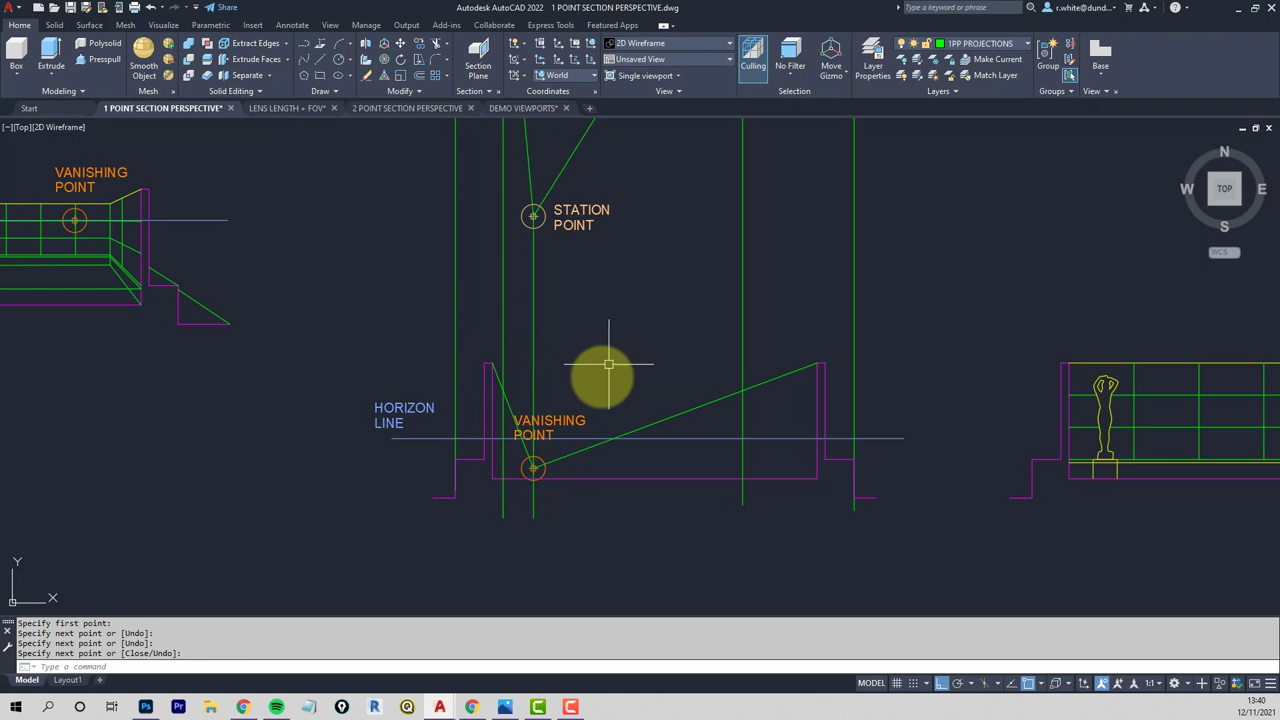 Share
Autodesk AutoCAD 2022   1 POINT SECTION PERSPECTIVE.dwg
Type a keyword or phrase
r.white@dund...
Home Solid Surface Mesh Visualize Parametric Insert Annotate View Manage Output Add-ins Collaborate Express Tools Featured Apps
Box
Extrude
Polysolid
Presspull
Modeling
Smooth Object
Mesh
Extract Edges
Extrude Faces
Separate
Solid Editing
Draw
Modify
Section Plane
Section
World
Coordinates
2D Wireframe
Unsaved View
Single viewport
View
Culling
No Filter
Move Gizmo
Selection
Layer Properties
1PP PROJECTIONS
Make Current
Match Layer
Layers
Group
Groups
Base
View
Start
1 POINT SECTION PERSPECTIVE*
LENS LENGTH + FOV*
2 POINT SECTION PERSPECTIVE
DEMO VIEWPORTS*
[−][Top][2D Wireframe]
N
W TOP E
S
WCS
VANISHING
POINT
STATION
POINT
HORIZON
LINE
VANISHING
POINT
Y
X
Specify first point:
Specify next point or [Undo]:
Specify next point or [Undo]:
Specify next point or [Close/Undo]:
Type a command
Model Layout1
MODEL
1:1
13:40
12/11/2021